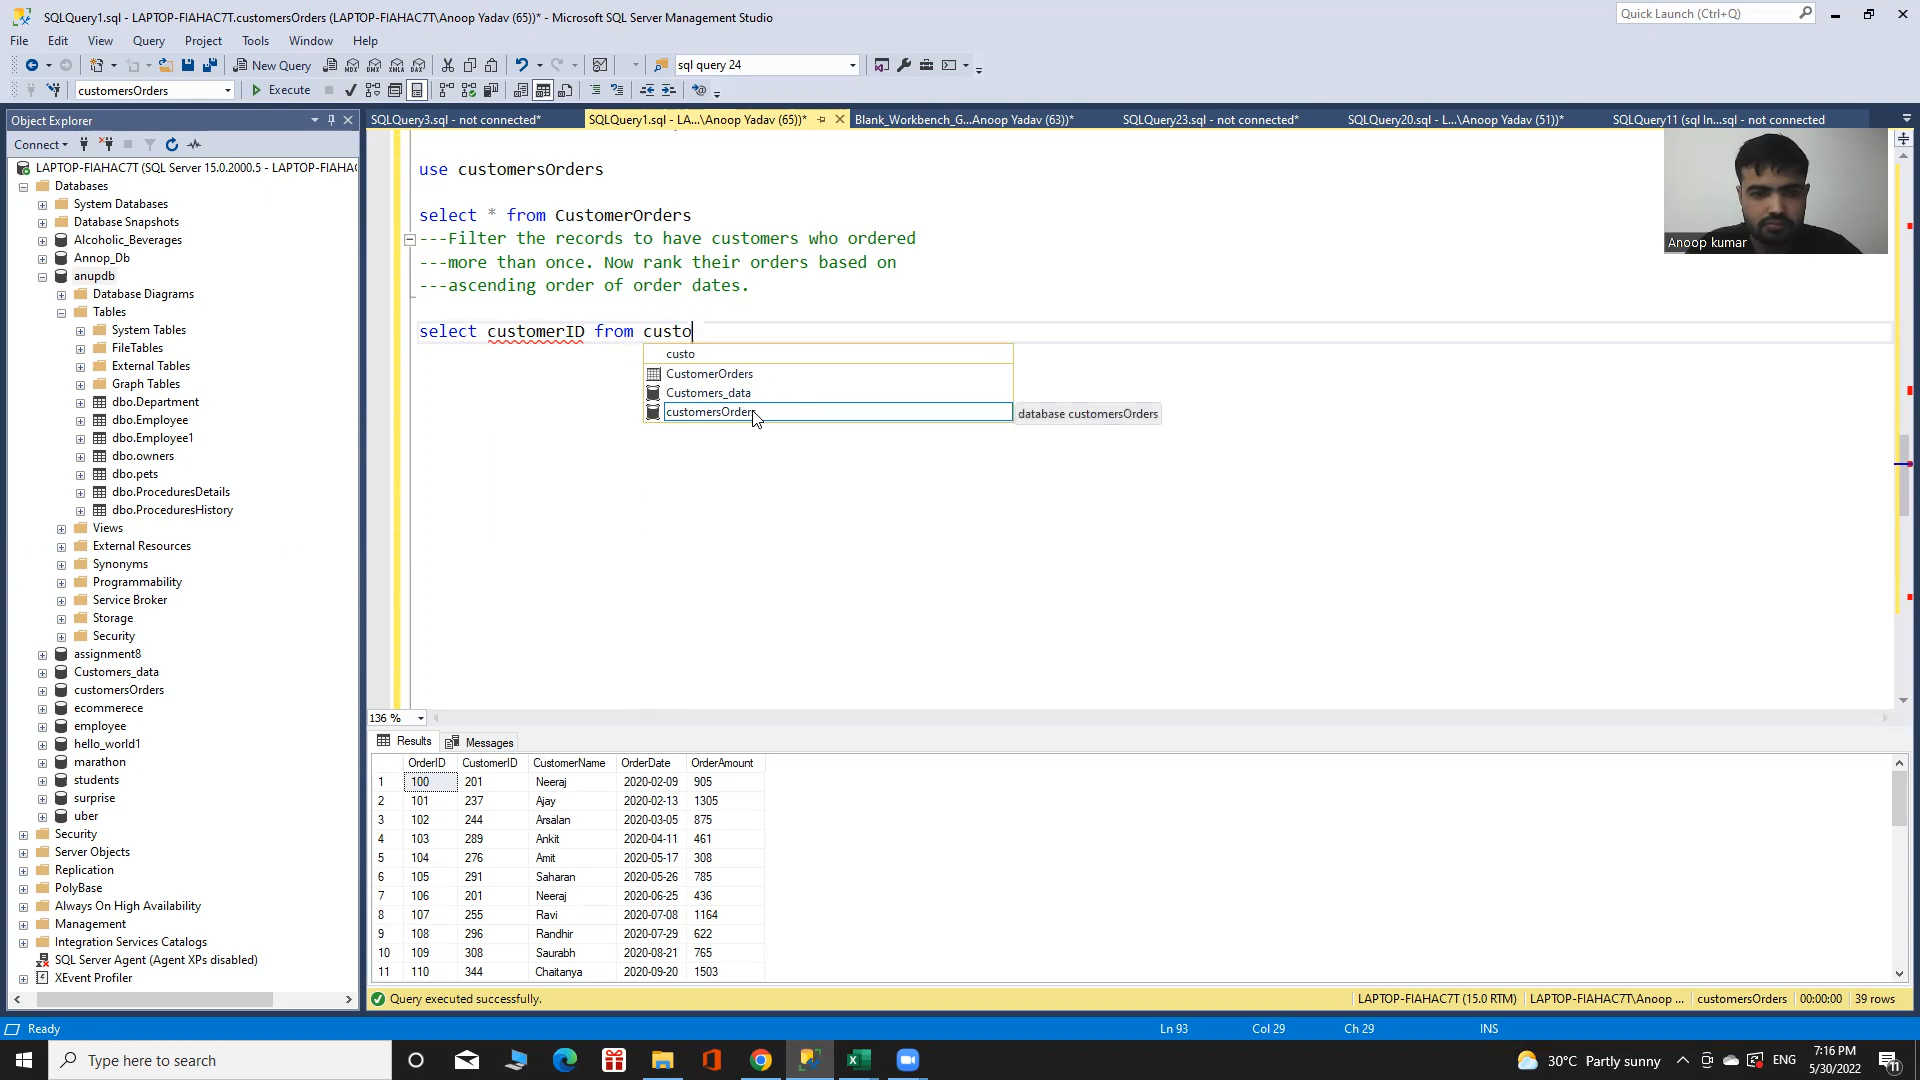 SQLQuery1.sql - LAPTOP-FIAHAC7T.customersOrders (LAPTOP-FIAHAC7T\Anoop Yadav (65))* - Microsoft SQL Server Management Studio
Quick Launch (Ctrl+Q)
File Edit View Query Project Tools Window Help
New Query
MDX DMX XMLA DAX
sql query 24
customersOrders
Execute
Object Explorer
SQLQuery3.sql - not connected*
SQLQuery1.sql - LA...\Anoop Yadav (65))*
Blank_Workbench_G...Anoop Yadav (63))*
SQLQuery23.sql - not connected*
SQLQuery20.sql - L...\Anoop Yadav (51))*
SQLQuery11 (sql In...sql - not connected
Connect
LAPTOP-FIAHAC7T (SQL Server 15.0.2000.5 - LAPTOP-FIAHAC
Databases
System Databases
Database Snapshots
Alcoholic_Beverages
Annop_Db
anupdb
Database Diagrams
Tables
System Tables
FileTables
External Tables
Graph Tables
dbo.Department
dbo.Employee
dbo.Employee1
dbo.owners
dbo.pets
dbo.ProceduresDetails
dbo.ProceduresHistory
Views
External Resources
Synonyms
Programmability
Service Broker
Storage
Security
assignment8
Customers_data
customersOrders
ecommerece
employee
hello_world1
marathon
students
surprise
uber
Security
Server Objects
Replication
PolyBase
Always On High Availability
Management
Integration Services Catalogs
SQL Server Agent (Agent XPs disabled)
XEvent Profiler
use customersOrders
select * from CustomerOrders
---Filter the records to have customers who ordered
---more than once. Now rank their orders based on
---ascending order of order dates.
select customerID from custo
custo
CustomerOrders
Customers_data
customersOrders
database customersOrders
Anoop kumar
136 %
Results Messages
OrderID CustomerID CustomerName OrderDate OrderAmount
1 100 201 Neeraj 2020-02-09 905
2 101 237 Ajay 2020-02-13 1305
3 102 244 Arsalan 2020-03-05 875
4 103 289 Ankit 2020-04-11 461
5 104 276 Amit 2020-05-17 308
6 105 291 Saharan 2020-05-26 785
7 106 201 Neeraj 2020-06-25 436
8 107 255 Ravi 2020-07-08 1164
9 108 296 Randhir 2020-07-29 622
10 109 308 Saurabh 2020-08-21 765
11 110 344 Chaitanya 2020-09-20 1503
Query executed successfully.
LAPTOP-FIAHAC7T (15.0 RTM) LAPTOP-FIAHAC7T\Anoop ... customersOrders 00:00:00 39 rows
Ready
Ln 93 Col 29 Ch 29 INS
Type here to search
30°C Partly sunny
ENG
7:16 PM
5/30/2022
11